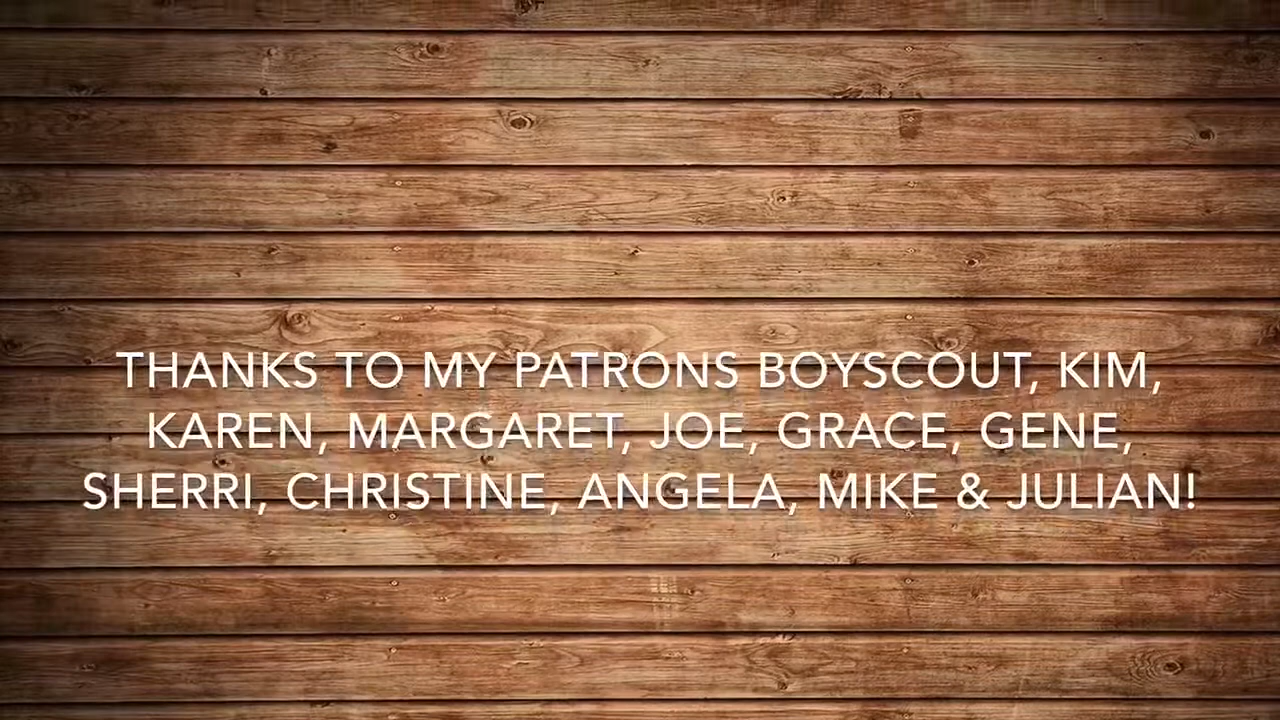 THANKS TO MY PATRONS BOYSCOUT, KIM,
KAREN, MARGARET, JOE, GRACE, GENE,
SHERRI, CHRISTINE, ANGELA, MIKE & JULIAN!